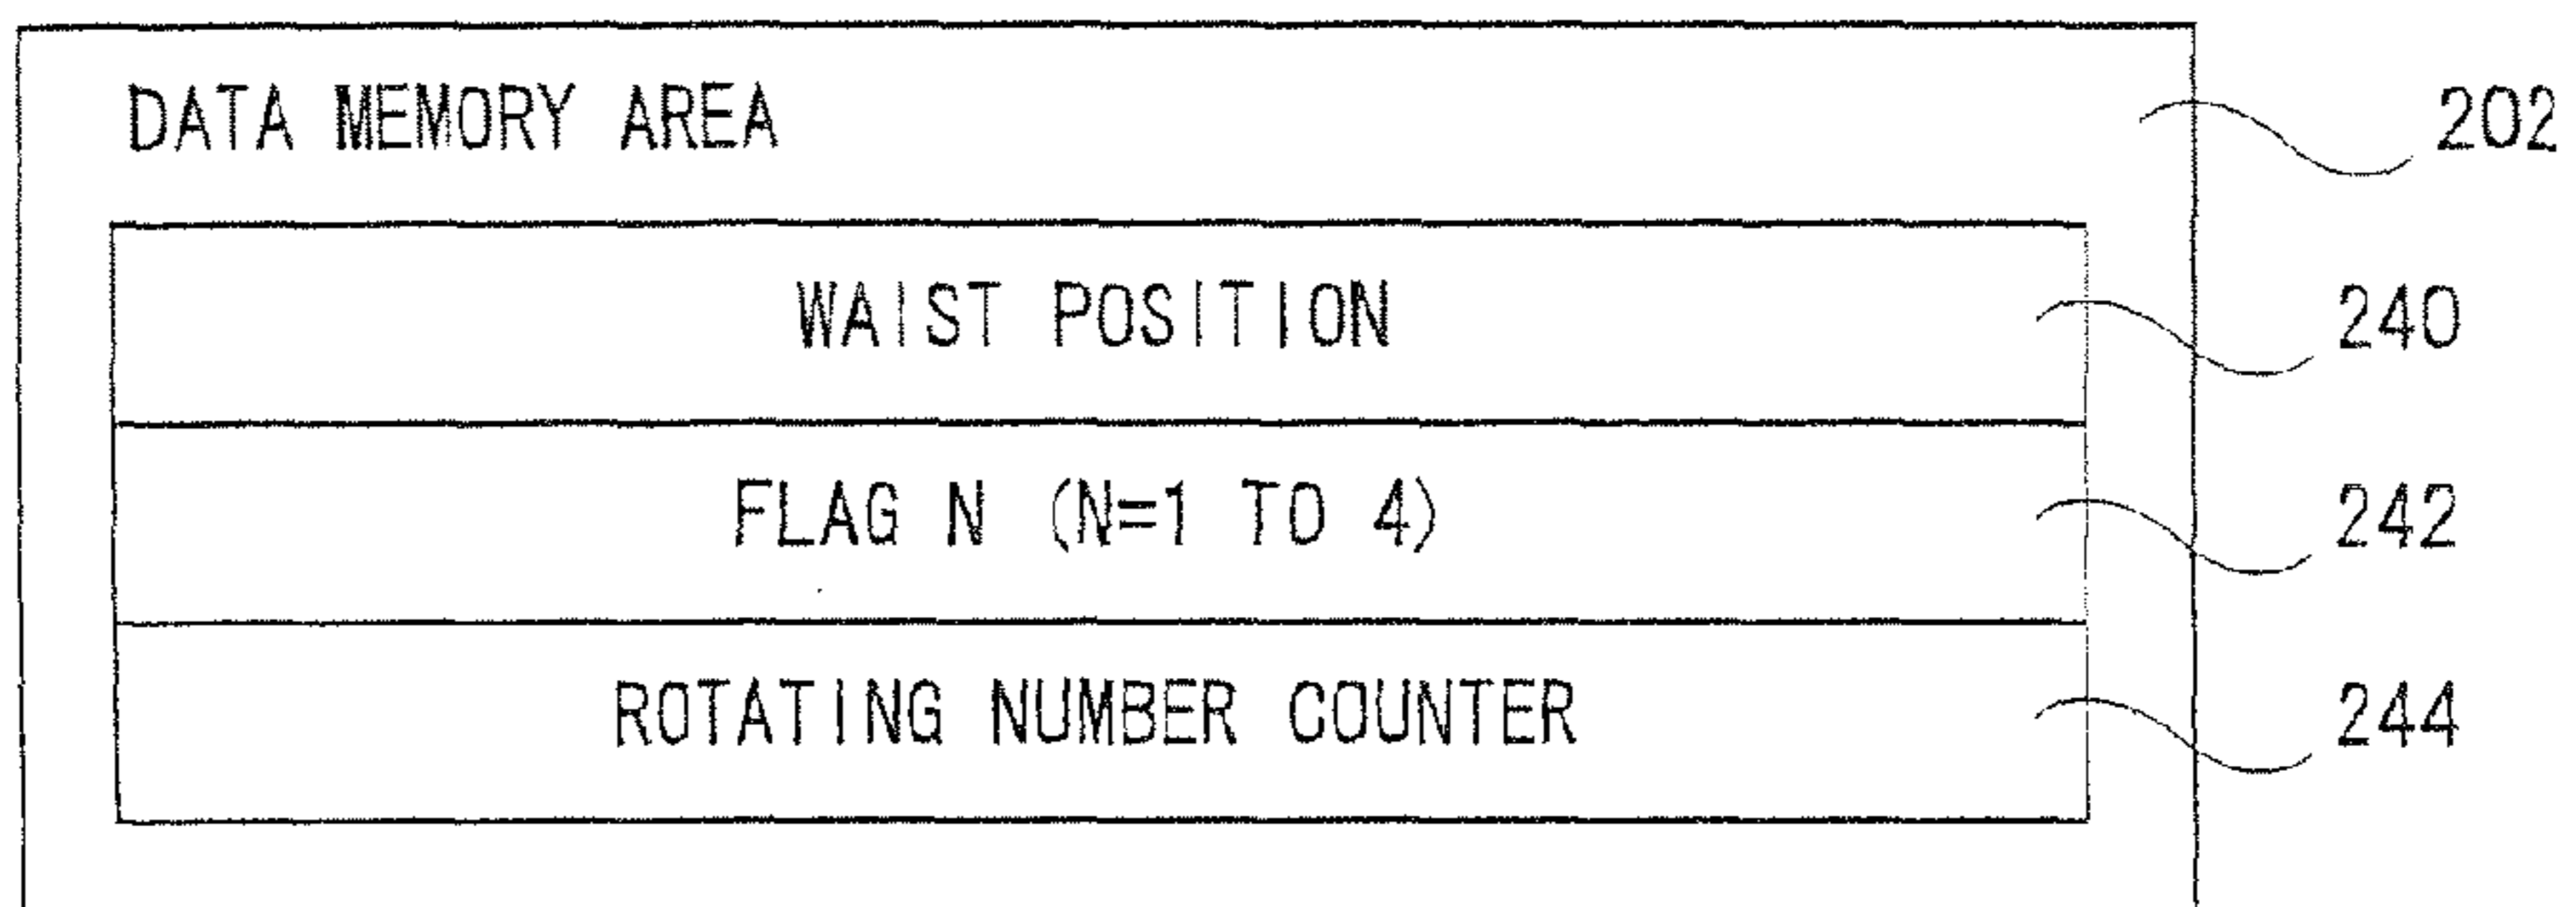 DATA MEMORY AREA 202
WAIST POSITION 240
FLAG N (N=1 TO 4) 242
ROTATING NUMBER COUNTER 244